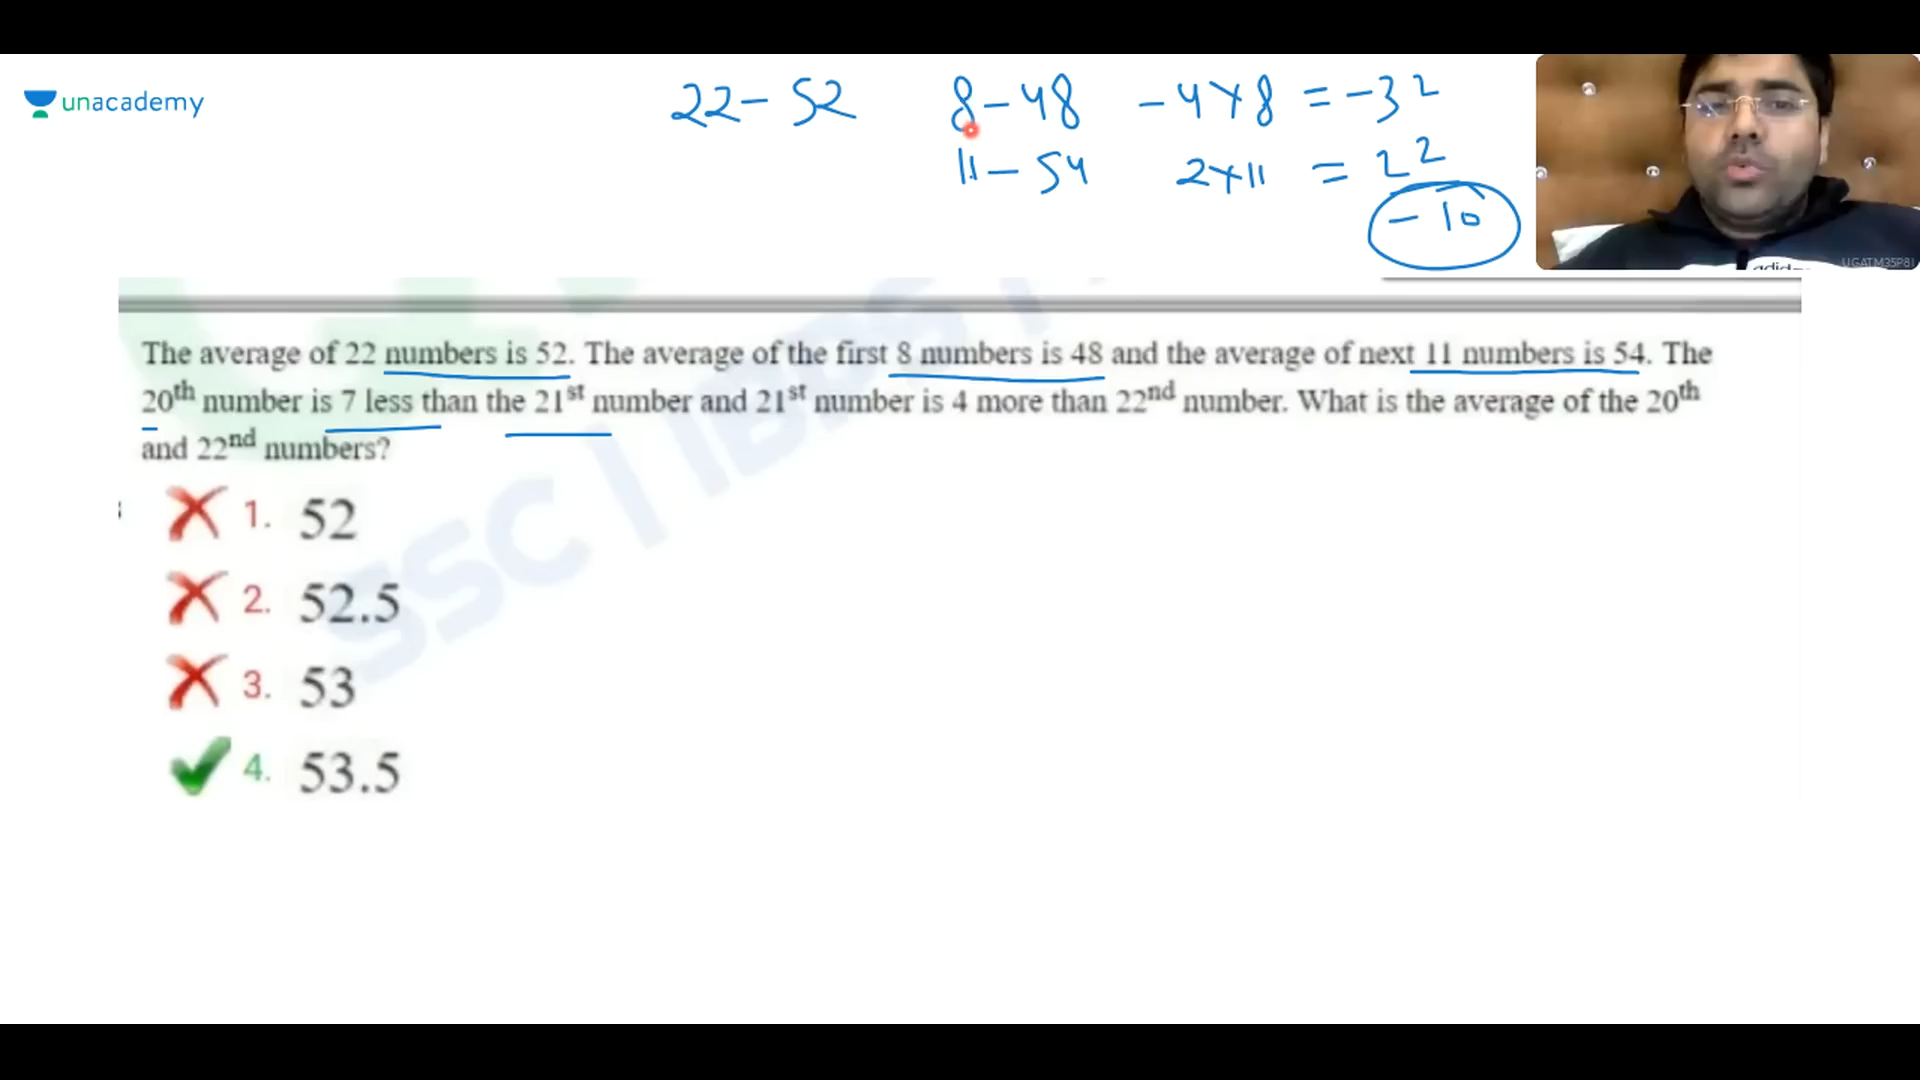 unacademy
22 - 52 8 - 48 - 4 × 8 = - 32
11 - 54 2 × 11 = 22
- 10
UGATM35P8I
The average of 22 numbers is 52. The average of the first 8 numbers is 48 and the average of next 11 numbers is 54. The
20th number is 7 less than the 21st number and 21st number is 4 more than 22nd number. What is the average of the 20th
and 22nd numbers?
1. 52
2. 52.5
3. 53
4. 53.5
SSC | IBPS |